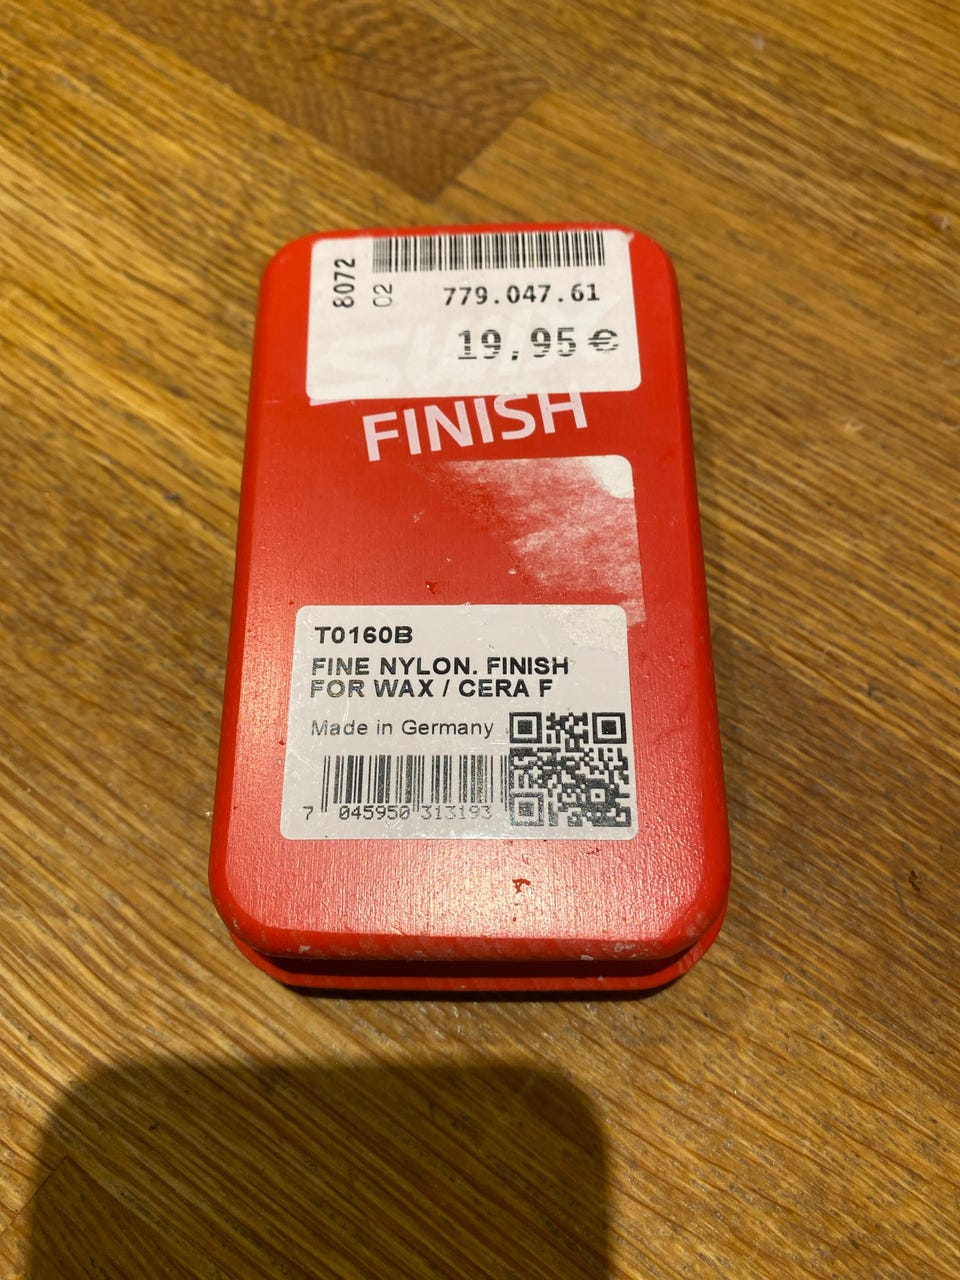 8072
02
779.047.61
19,95 €
Swix
FINISH
T0160B
FINE NYLON. FINISH
FOR WAX / CERA F
Made in Germany
7 045950 313193